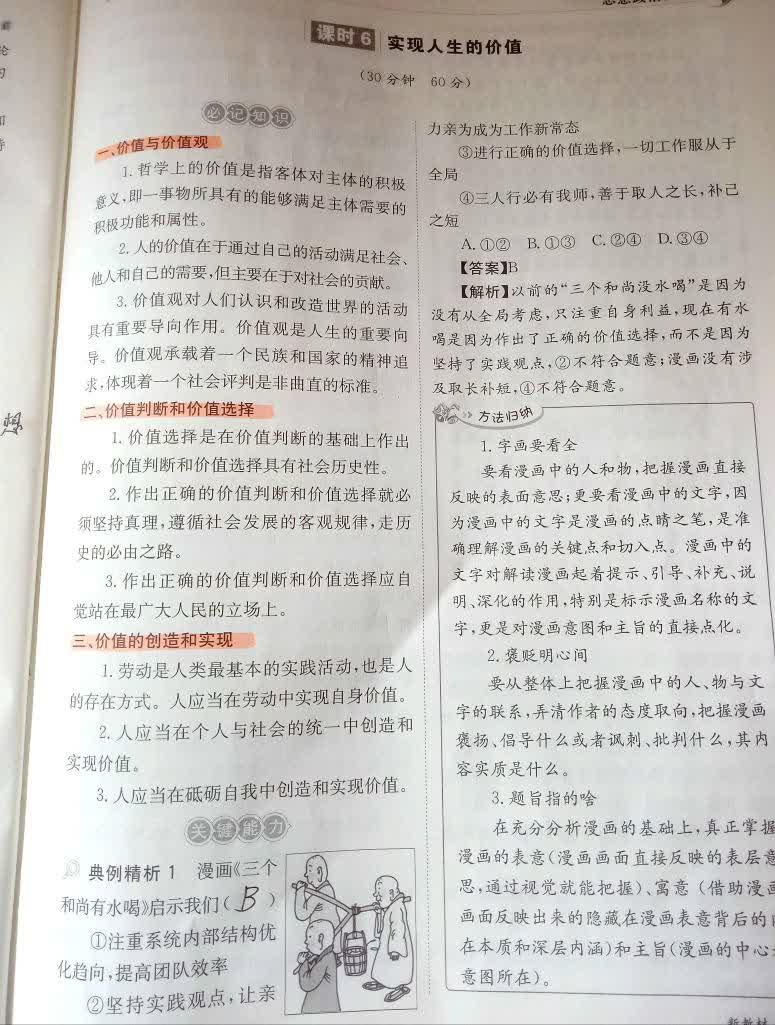 课时6 实现人生的价值
(30分钟 60分)
必记知识
一、价值与价值观
1.哲学上的价值是指客体对主体的积极
意义,即一事物所具有的能够满足主体需要的
积极功能和属性。
2.人的价值在于通过自己的活动满足社会、
他人和自己的需要,但主要在于对社会的贡献。
3.价值观对人们认识和改造世界的活动
具有重要导向作用。价值观是人生的重要向
导。价值观承载着一个民族和国家的精神追
求,体现着一个社会评判是非曲直的标准。
二、价值判断和价值选择
1.价值选择是在价值判断的基础上作出
的。价值判断和价值选择具有社会历史性。
2.作出正确的价值判断和价值选择就必
须坚持真理,遵循社会发展的客观规律,走历
史的必由之路。
3.作出正确的价值判断和价值选择应自
觉站在最广大人民的立场上。
三、价值的创造和实现
1.劳动是人类最基本的实践活动,也是人
的存在方式。人应当在劳动中实现自身价值。
2.人应当在个人与社会的统一中创造和
实现价值。
3.人应当在砥砺自我中创造和实现价值。
关键能力
典例精析1 漫画《三个
和尚有水喝》启示我们( B )
①注重系统内部结构优
化趋向,提高团队效率
②坚持实践观点,让亲
力亲为成为工作新常态
③进行正确的价值选择,一切工作服从于
全局
④三人行必有我师,善于取人之长,补己
之短
A.①② B.①③ C.②④ D.③④
【答案】B
【解析】以前的“三个和尚没水喝”是因为
没有从全局考虑,只注重自身利益,现在有水
喝是因为作出了正确的价值选择,而不是因为
坚持了实践观点,②不符合题意;漫画没有涉
及取长补短,④不符合题意。
方法归纳
1.字画要看全
要看漫画中的人和物,把握漫画直接
反映的表面意思;更要看漫画中的文字,因
为漫画中的文字是漫画的点睛之笔,是准
确理解漫画的关键点和切入点。漫画中的
文字对解读漫画起着提示、引导、补充、说
明、深化的作用,特别是标示漫画名称的文
字,更是对漫画意图和主旨的直接点化。
2.褒贬明心间
要从整体上把握漫画中的人、物与文
字的联系,弄清作者的态度取向,把握漫画
褒扬、倡导什么或者讽刺、批判什么,其内
容实质是什么。
3.题旨指的啥
在充分分析漫画的基础上,真正掌握
漫画的表意(漫画画面直接反映的表层意
思,通过视觉就能把握)、寓意(借助漫画
画面反映出来的隐藏在漫画表意背后的
在本质和深层内涵)和主旨(漫画的中心
意图所在)。
新教材
想